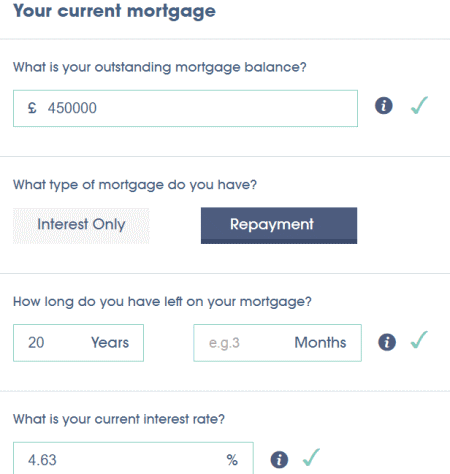 Your current mortgage
What is your outstanding mortgage balance?
£ 450000
What type of mortgage do you have?
Interest Only Repayment
How long do you have left on your mortgage?
20 Years e.g.3 Months
What is your current interest rate?
4.63 %